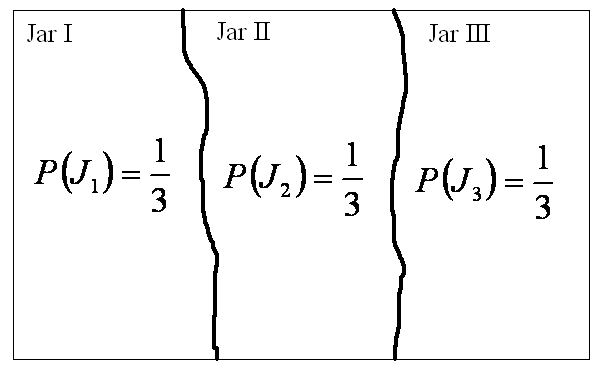 Jar I
Jar II
Jar III
P(J₁) = 1/3
P(J₂) = 1/3
P(J₃) = 1/3